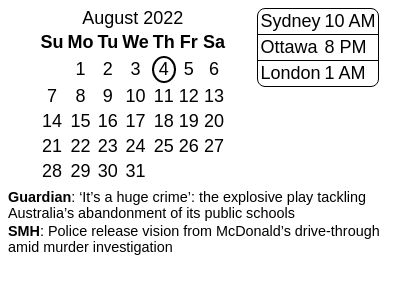 August 2022
Su Mo Tu We Th Fr Sa
1 2 3 4 5 6
7 8 9 10 11 12 13
14 15 16 17 18 19 20
21 22 23 24 25 26 27
28 29 30 31
Sydney 10 AM
Ottawa 8 PM
London 1 AM
Guardian: ‘It’s a huge crime’: the explosive play tackling
Australia’s abandonment of its public schools
SMH: Police release vision from McDonald’s drive-through
amid murder investigation